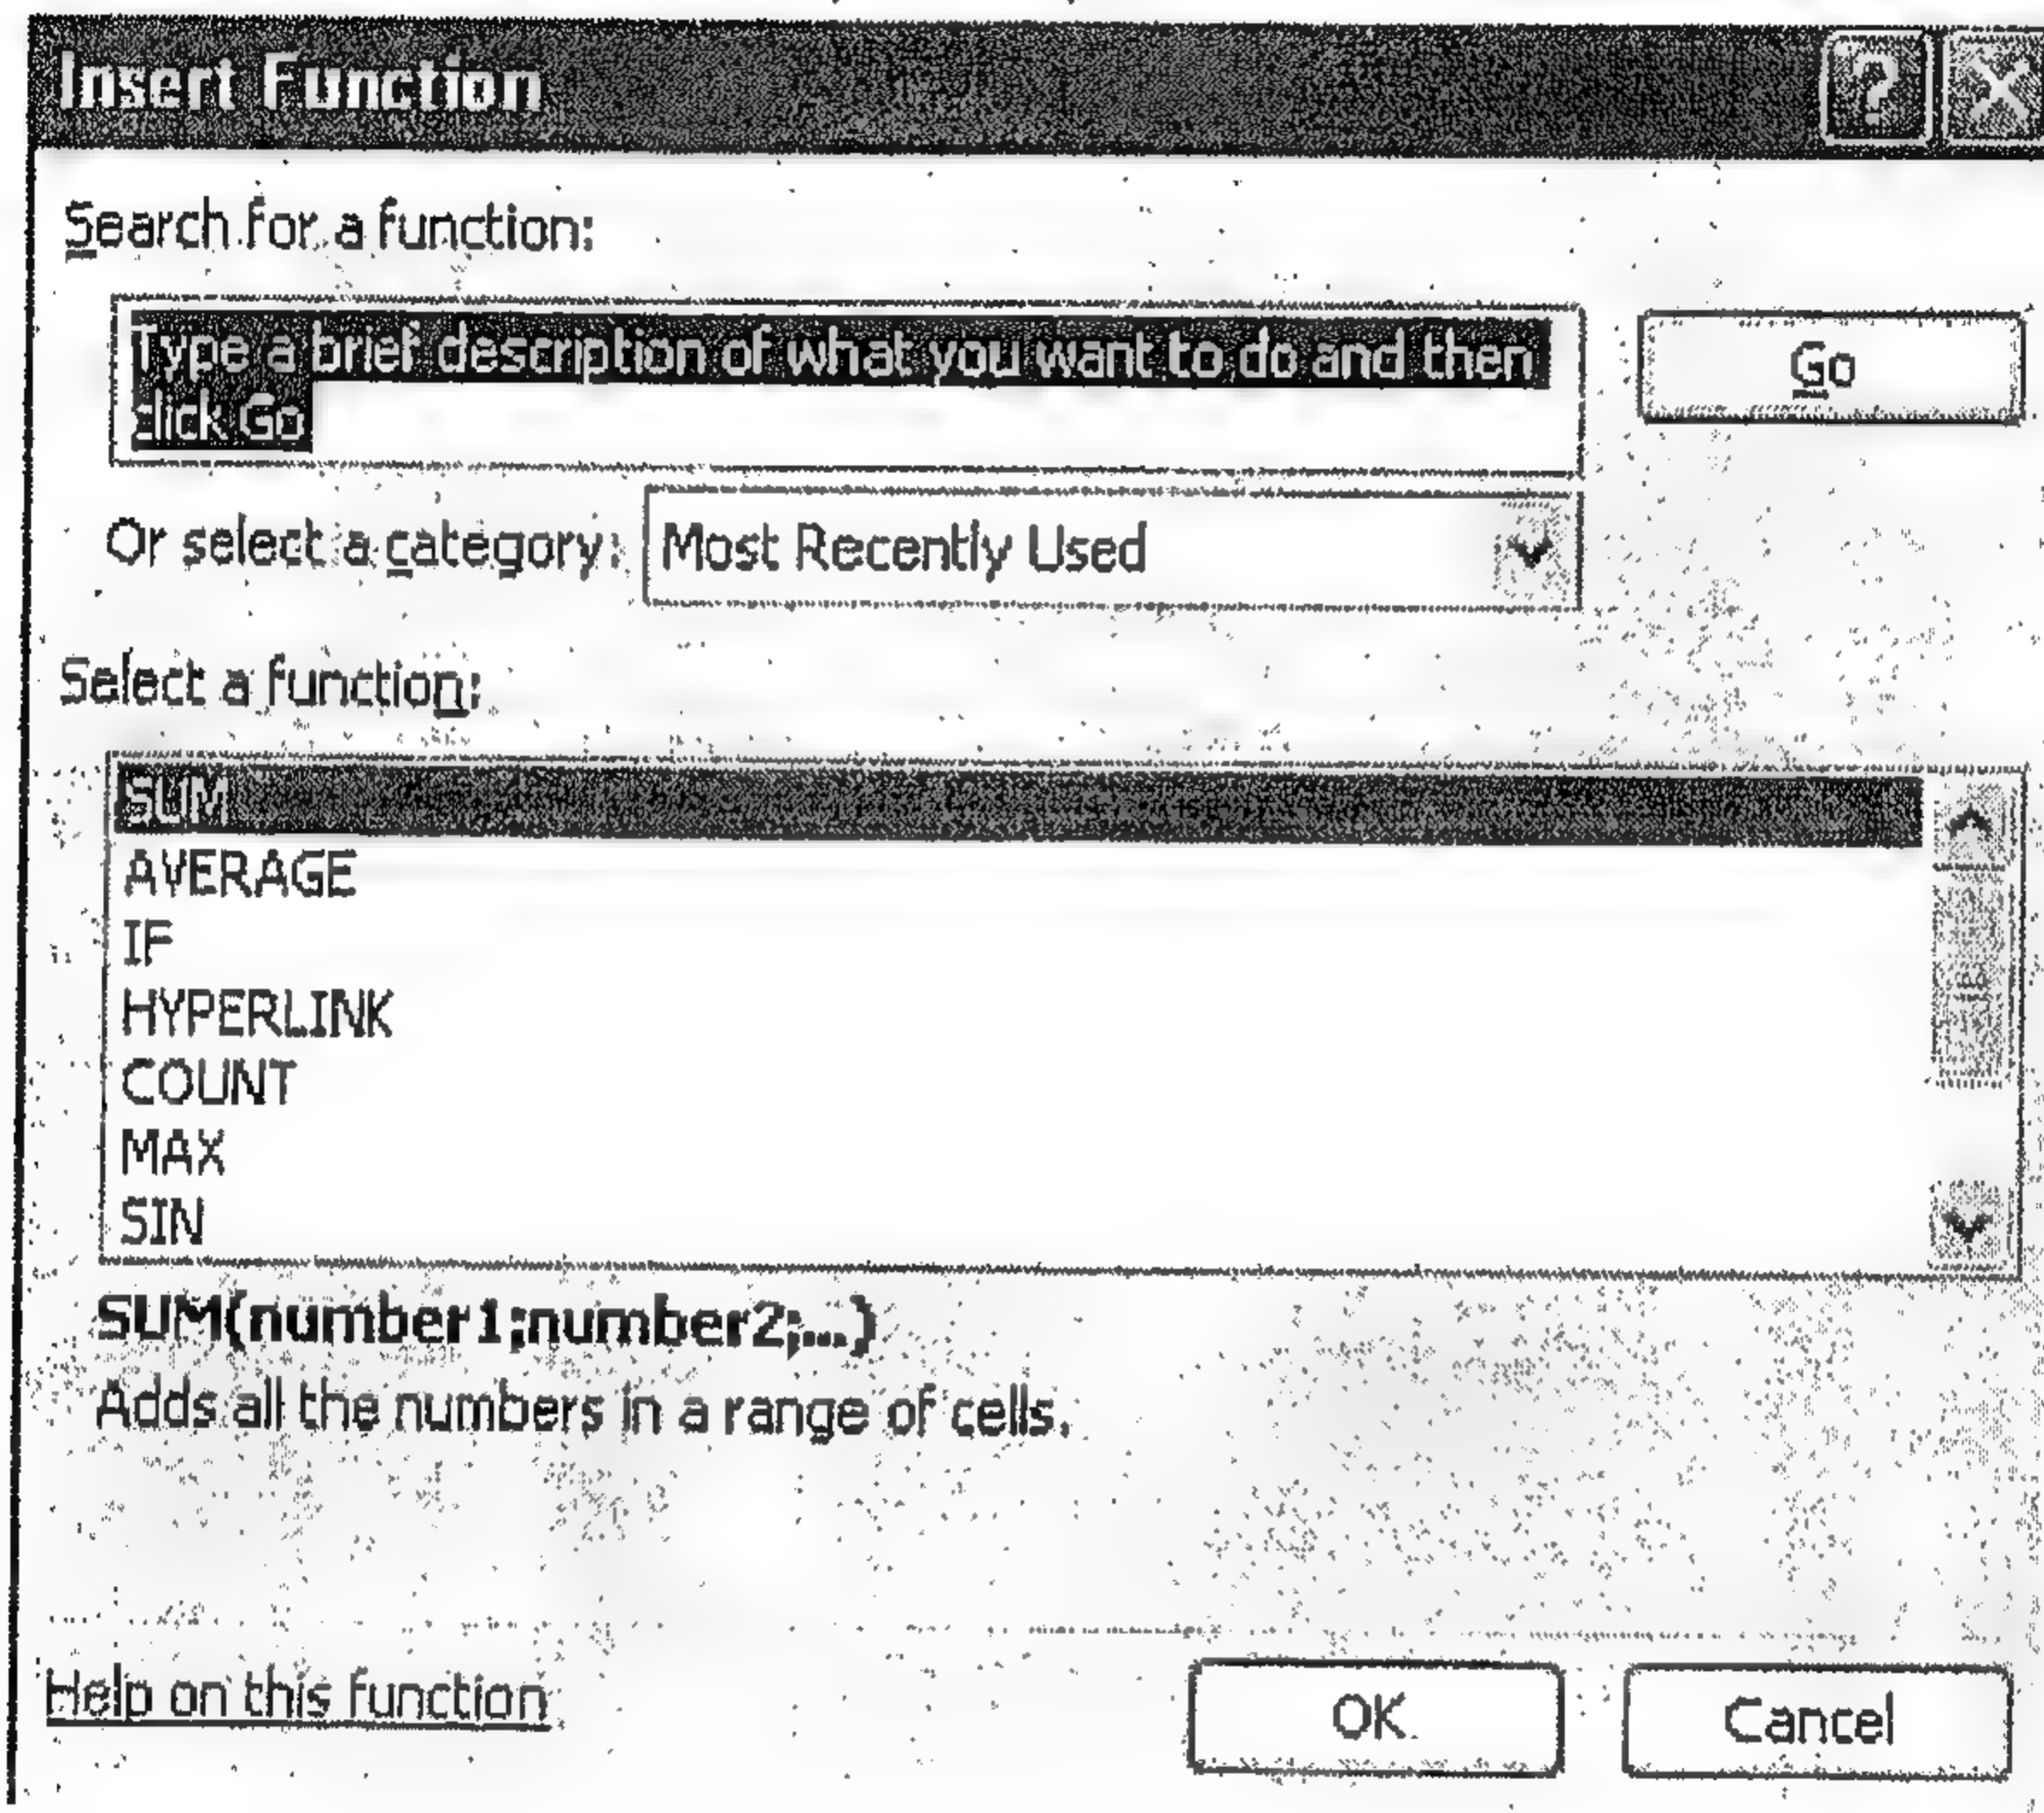 Insert Function
Search for a function:
Type a brief description of what you want to do and then
click Go
Go
Or select a category: Most Recently Used
Select a function:
SUM
AVERAGE
IF
HYPERLINK
COUNT
MAX
SIN
SUM(number1;number2;...)
Adds all the numbers in a range of cells.
Help on this function
OK
Cancel